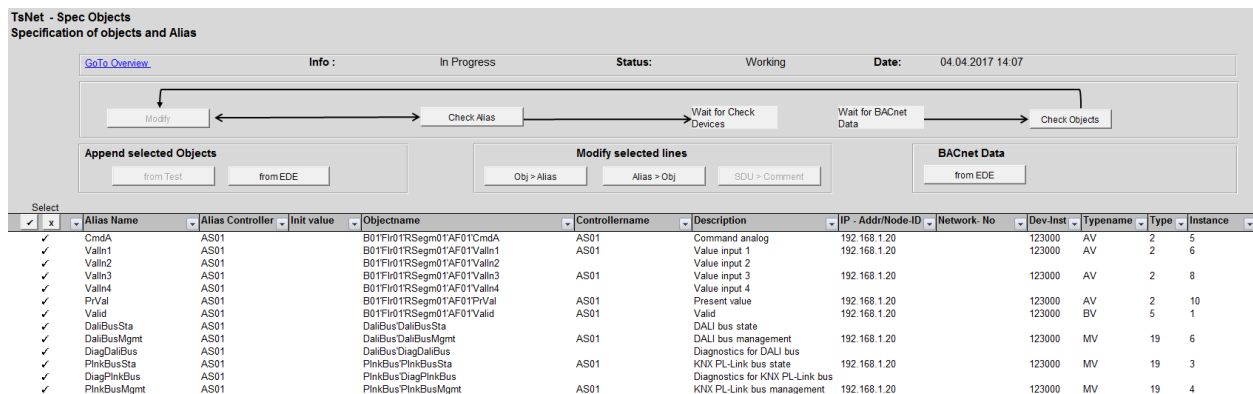 TsNet - Spec Objects
Specification of objects and Alias
GoTo Overview Info : In Progress Status: Working Date: 04.04.2017 14:07
Modify Check Alias Wait for Check Devices Wait for BACnet Data Check Objects
Append selected Objects Modify selected lines BACnet Data
from Test from EDE Obj > Alias Alias > Obj SDU > Comment from EDE
Select
✓ x Alias Name Alias Controller Init value Objectname Controllername Description IP - Addr/Node-ID Network- No Dev-Inst Typename Type Instance
✓ CmdA AS01 B01'Flr01'RSegm01'AF01'CmdA AS01 Command analog 192.168.1.20 123000 AV 2 5
✓ ValIn1 AS01 B01'Flr01'RSegm01'AF01'ValIn1 AS01 Value input 1 192.168.1.20 123000 AV 2 6
✓ ValIn2 AS01 B01'Flr01'RSegm01'AF01'ValIn2 Value input 2
✓ ValIn3 AS01 B01'Flr01'RSegm01'AF01'ValIn3 AS01 Value input 3 192.168.1.20 123000 AV 2 8
✓ ValIn4 AS01 B01'Flr01'RSegm01'AF01'ValIn4 Value input 4
✓ PrVal AS01 B01'Flr01'RSegm01'AF01'PrVal AS01 Present value 192.168.1.20 123000 AV 2 10
✓ Valid AS01 B01'Flr01'RSegm01'AF01'Valid AS01 Valid 192.168.1.20 123000 BV 5 1
✓ DaliBusSta AS01 DaliBus'DaliBusSta DALI bus state
✓ DaliBusMgmt AS01 DaliBus'DaliBusMgmt AS01 DALI bus management 192.168.1.20 123000 MV 19 6
✓ DiagDaliBus AS01 DaliBus'DiagDaliBus Diagnostics for DALI bus
✓ PlnkBusSta AS01 PlnkBus'PlnkBusSta AS01 KNX PL-Link bus state 192.168.1.20 123000 MV 19 3
✓ DiagPlnkBus AS01 PlnkBus'DiagPlnkBus Diagnostics for KNX PL-Link bus
✓ PlnkBusMgmt AS01 PlnkBus'PlnkBusMgmt AS01 KNX PL-Link bus management 192.168.1.20 123000 MV 19 4